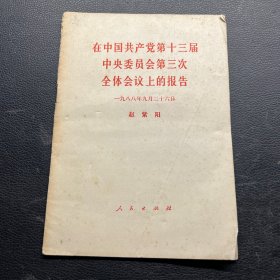 在中国共产党第十三届
中央委员会第三次
全体会议上的报告
一九八八年九月二十六日
赵紫阳
人民出版社